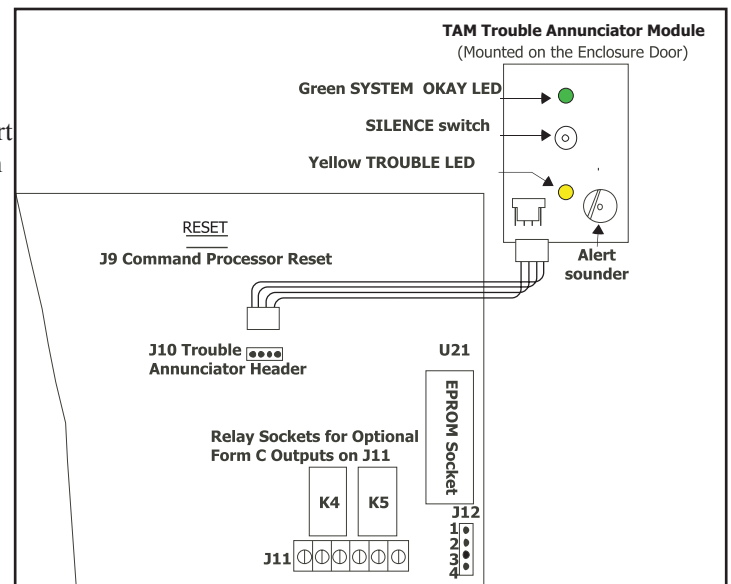 TAM Trouble Annunciator Module
(Mounted on the Enclosure Door)
Green SYSTEM OKAY LED
SILENCE switch
Yellow TROUBLE LED
Alert
sounder
RESET
J9 Command Processor Reset
J10 Trouble
Annunciator Header
U21
EPROM Socket
Relay Sockets for Optional
Form C Outputs on J11
K4 K5
J11
J12
1
2
3
4